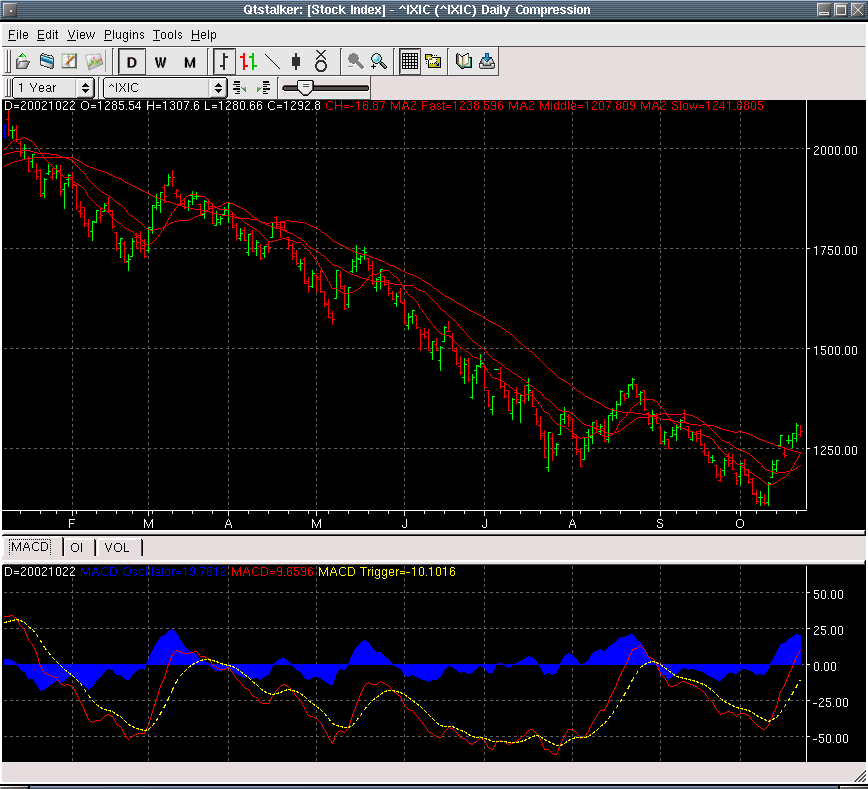 Qtstalker: [Stock Index] - ^IXIC (^IXIC) Daily Compression
File Edit View Plugins Tools Help
D W M
1 Year ^IXIC
D=20021022 O=1285.54 H=1307.6 L=1280.66 C=1292.8 CH=-16.87 MA2 Fast=1238.596 MA2 Middle=1207.809 MA2 Slow=1241.6805
2000.00
1750.00
1500.00
1250.00
F M A M J J A S O
MACD OI VOL
D=20021022 MACD Oscillator=19.7612 MACD=9.6596 MACD Trigger=-10.1016
50.00
25.00
0.00
-25.00
-50.00